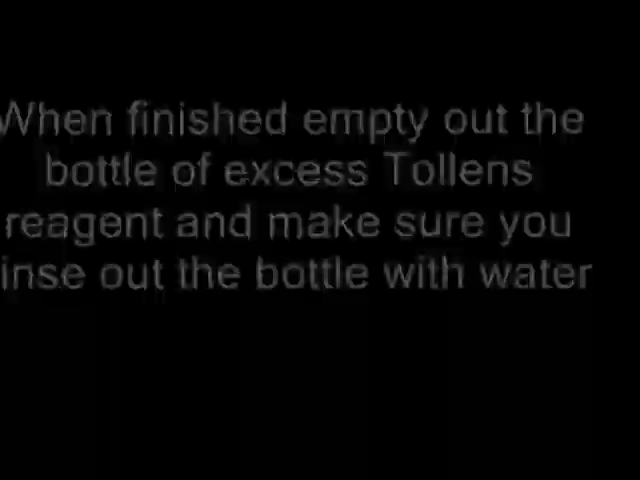 When finished empty out the
bottle of excess Tollens
reagent and make sure you
inse out the bottle with water